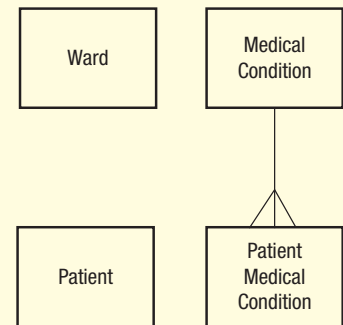 Ward
Medical
Condition
Patient
Patient
Medical
Condition